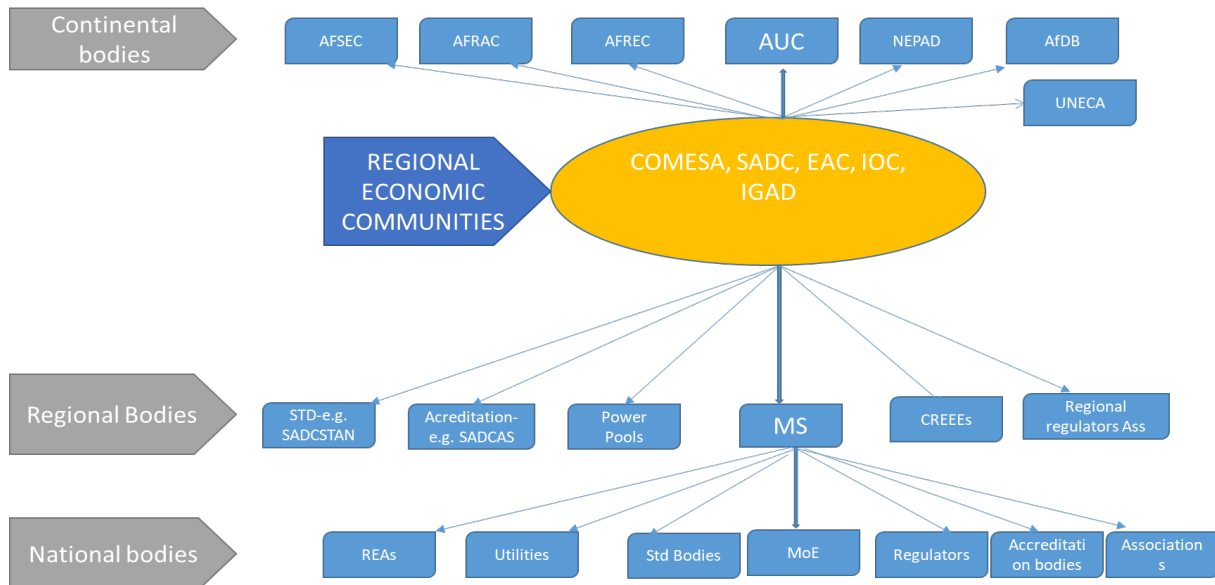 Continental
bodies
AFSEC
AFRAC
AFREC
AUC
NEPAD
AfDB
UNECA
REGIONAL
ECONOMIC
COMMUNITIES
COMESA, SADC, EAC, IOC,
IGAD
Regional Bodies
STD-e.g.
SADCSTAN
Acreditation-
e.g. SADCAS
Power
Pools
MS
CREEEs
Regional
regulators Ass
National bodies
REAs
Utilities
Std Bodies
MoE
Regulators
Accreditati
on bodies
Association
s